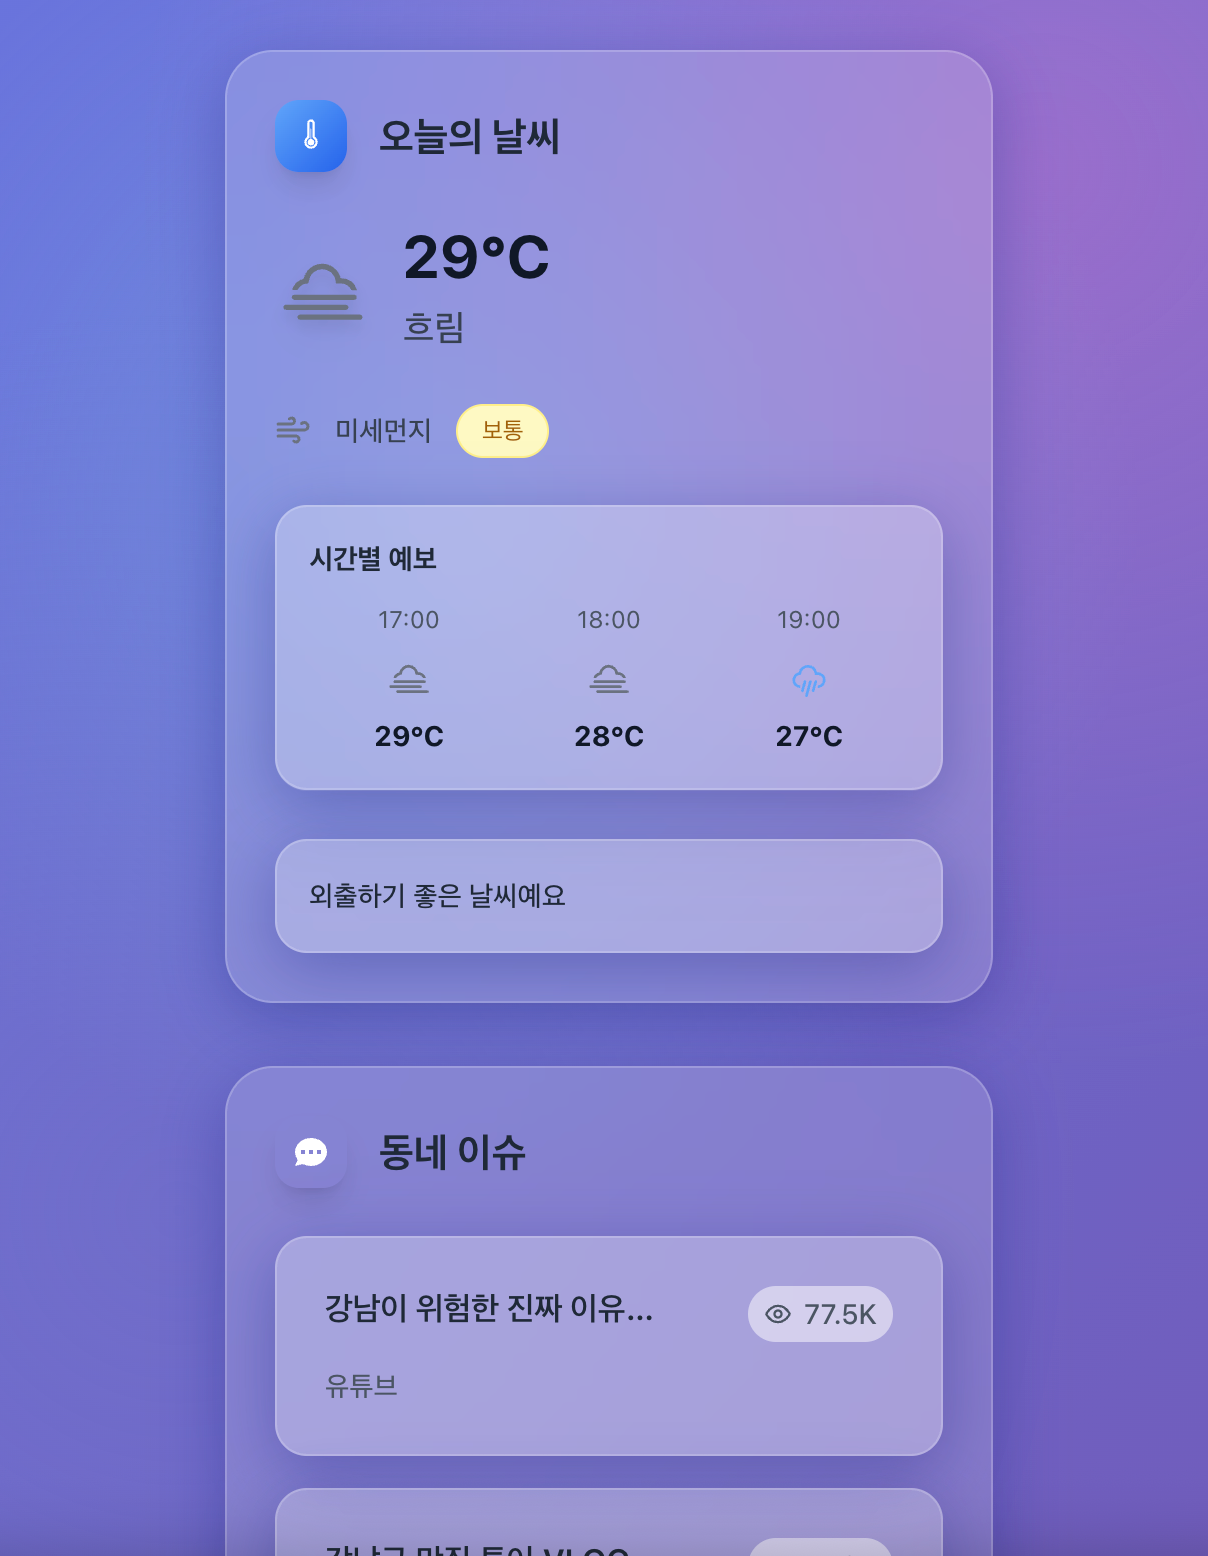 오늘의 날씨
29°C
흐림
미세먼지 보통
시간별 예보
17:00 18:00 19:00
29°C 28°C 27°C
외출하기 좋은 날씨예요
동네 이슈
강남이 위험한 진짜 이유... 77.5K
유튜브